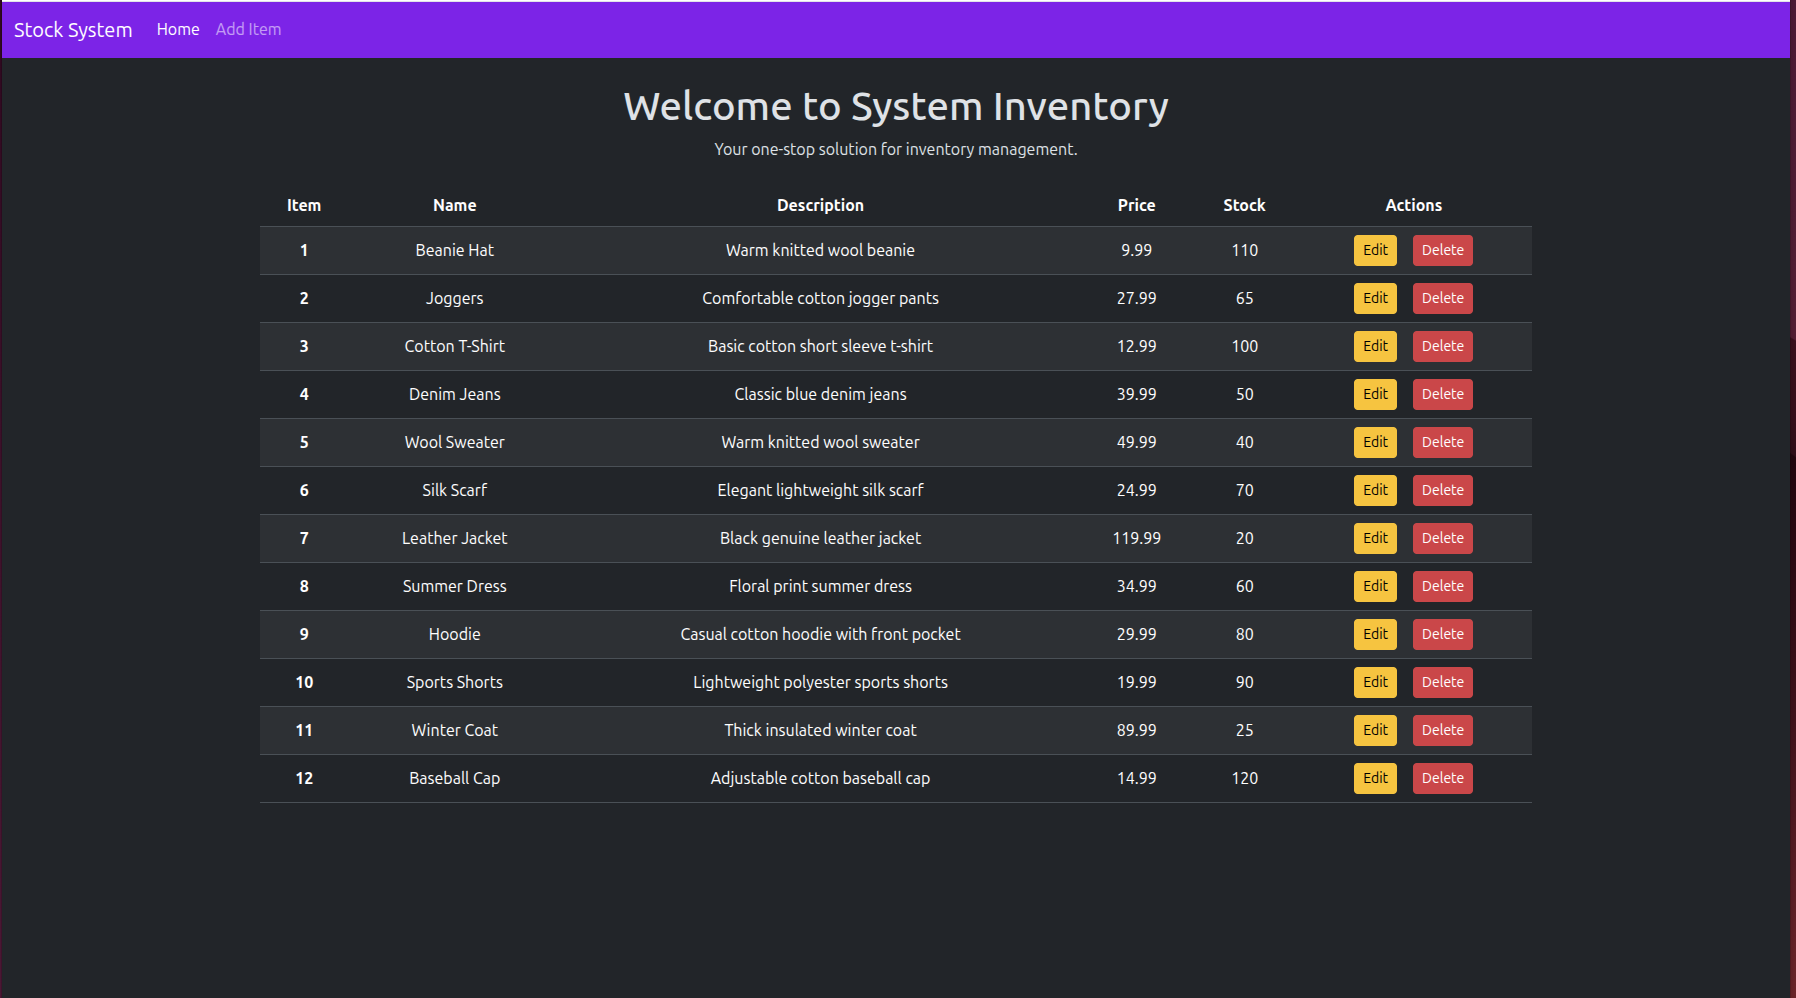 Stock System Home Add Item
Welcome to System Inventory
Your one-stop solution for inventory management.
Item Name Description Price Stock Actions
1 Beanie Hat Warm knitted wool beanie 9.99 110 Edit Delete
2 Joggers Comfortable cotton jogger pants 27.99 65 Edit Delete
3 Cotton T-Shirt Basic cotton short sleeve t-shirt 12.99 100 Edit Delete
4 Denim Jeans Classic blue denim jeans 39.99 50 Edit Delete
5 Wool Sweater Warm knitted wool sweater 49.99 40 Edit Delete
6 Silk Scarf Elegant lightweight silk scarf 24.99 70 Edit Delete
7 Leather Jacket Black genuine leather jacket 119.99 20 Edit Delete
8 Summer Dress Floral print summer dress 34.99 60 Edit Delete
9 Hoodie Casual cotton hoodie with front pocket 29.99 80 Edit Delete
10 Sports Shorts Lightweight polyester sports shorts 19.99 90 Edit Delete
11 Winter Coat Thick insulated winter coat 89.99 25 Edit Delete
12 Baseball Cap Adjustable cotton baseball cap 14.99 120 Edit Delete